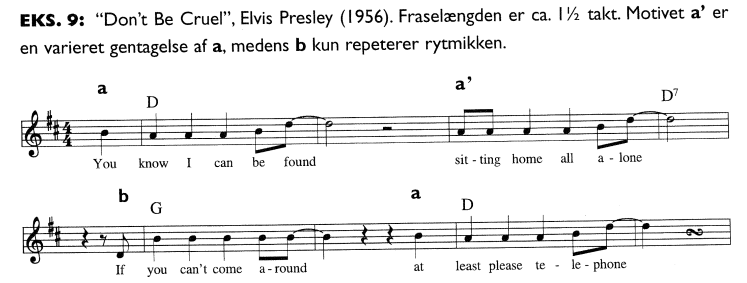 EKS. 9: “Don’t Be Cruel”, Elvis Presley (1956). Fraselængden er ca. 1½ takt. Motivet a’ er
en varieret gentagelse af a, medens b kun repeterer rytmikken.
a a’
D D7
4
4
You know I can be found sit - ting home all a - lone
b a
G D
If you can’t come a - round at least please te - le - phone